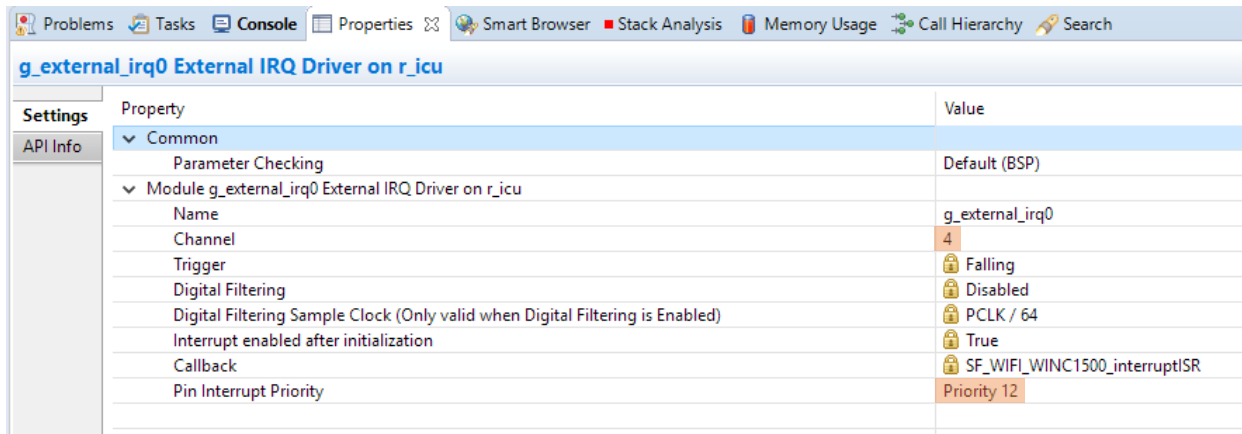 Problems Tasks Console Properties Smart Browser Stack Analysis Memory Usage Call Hierarchy Search
g_external_irq0 External IRQ Driver on r_icu
Settings
API Info
Property Value
Common
Parameter Checking Default (BSP)
Module g_external_irq0 External IRQ Driver on r_icu
Name g_external_irq0
Channel 4
Trigger Falling
Digital Filtering Disabled
Digital Filtering Sample Clock (Only valid when Digital Filtering is Enabled) PCLK / 64
Interrupt enabled after initialization True
Callback SF_WIFI_WINC1500_interruptISR
Pin Interrupt Priority Priority 12